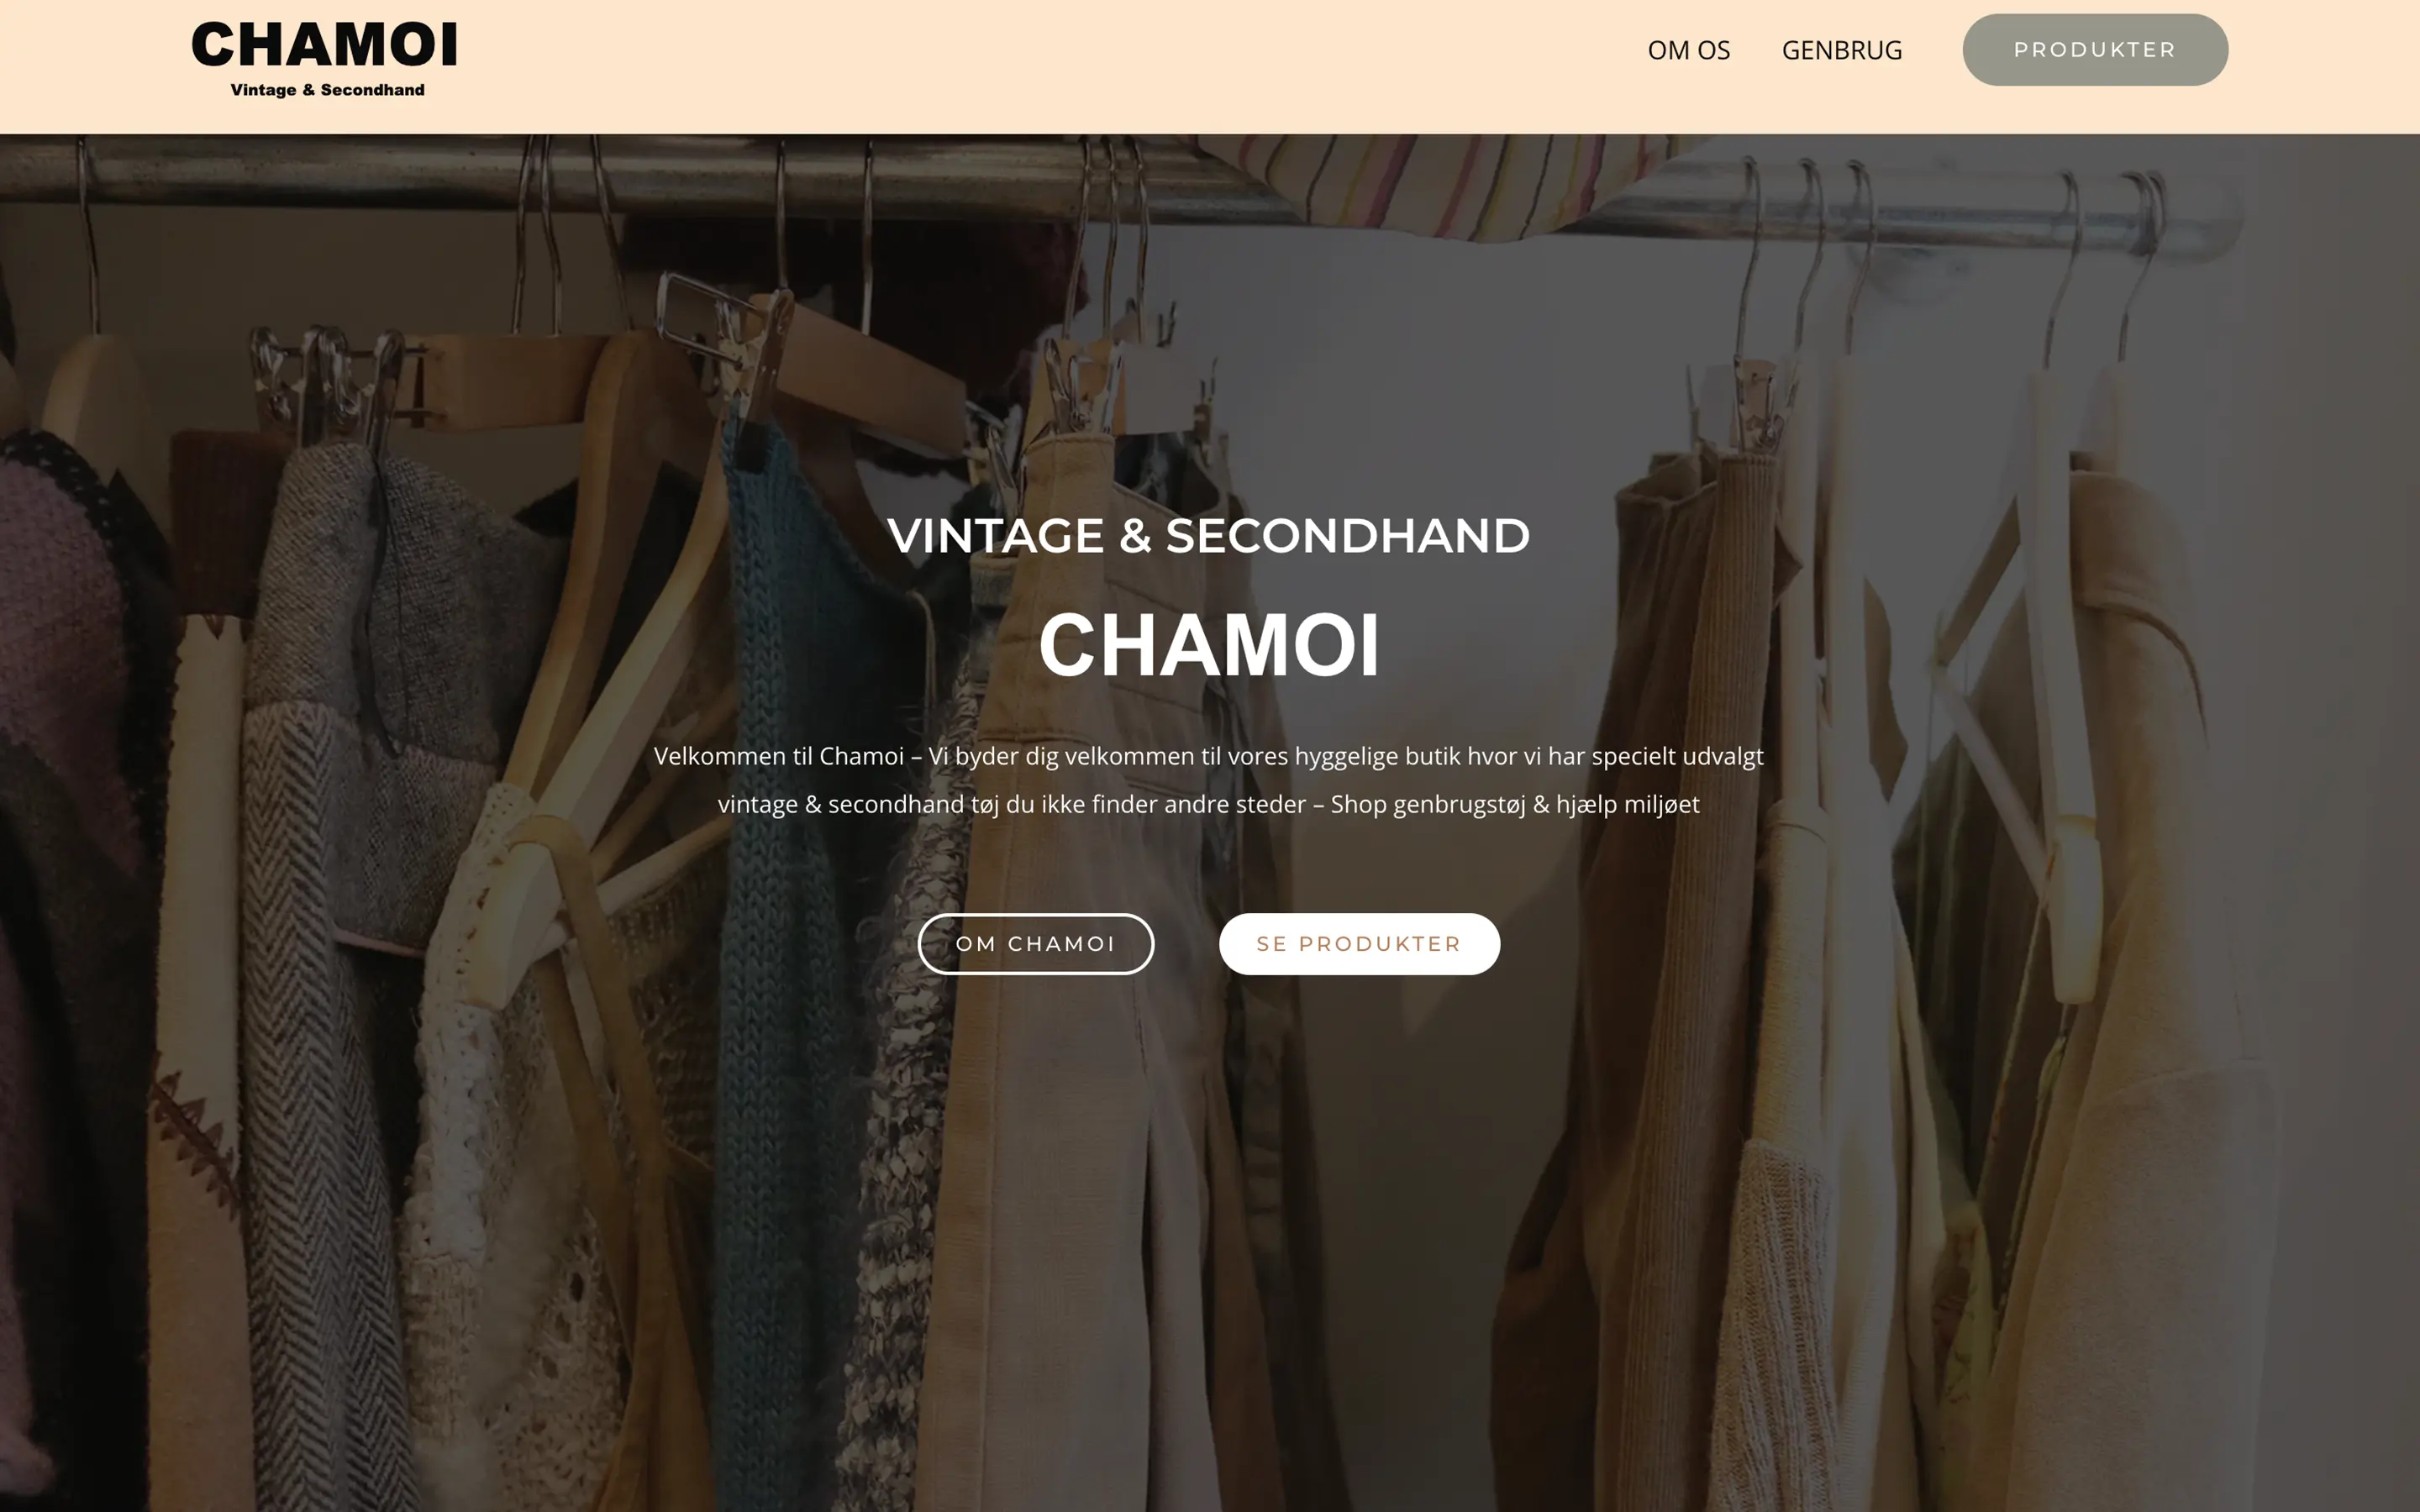 CHAMOI
Vintage & Secondhand
OM OS
GENBRUG
PRODUKTER
VINTAGE & SECONDHAND
CHAMOI
Velkommen til Chamoi – Vi byder dig velkommen til vores hyggelige butik hvor vi har specielt udvalgt
vintage & secondhand tøj du ikke finder andre steder – Shop genbrugstøj & hjælp miljøet
OM CHAMOI
SE PRODUKTER